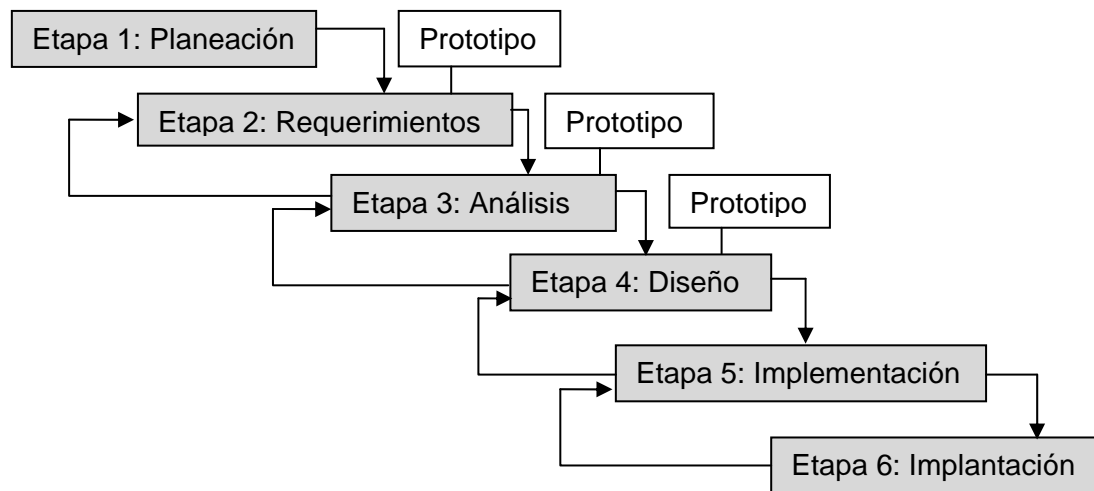 Etapa 1: Planeación
Prototipo
Etapa 2: Requerimientos
Prototipo
Etapa 3: Análisis
Prototipo
Etapa 4: Diseño
Etapa 5: Implementación
Etapa 6: Implantación